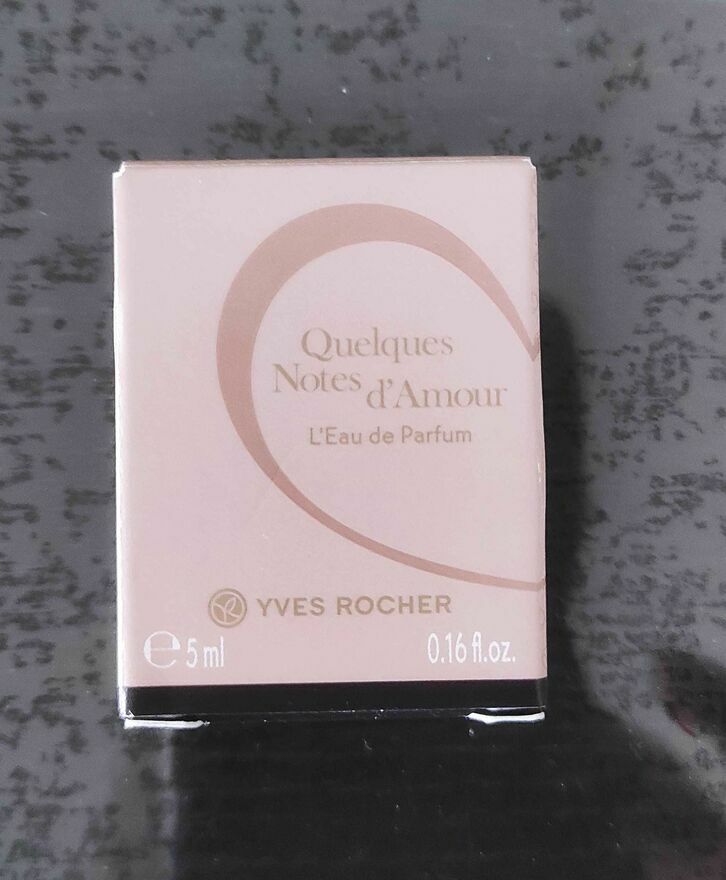 Quelques
Notes d'Amour
L'Eau de Parfum
YVES ROCHER
℮ 5 ml
0.16 fl.oz.